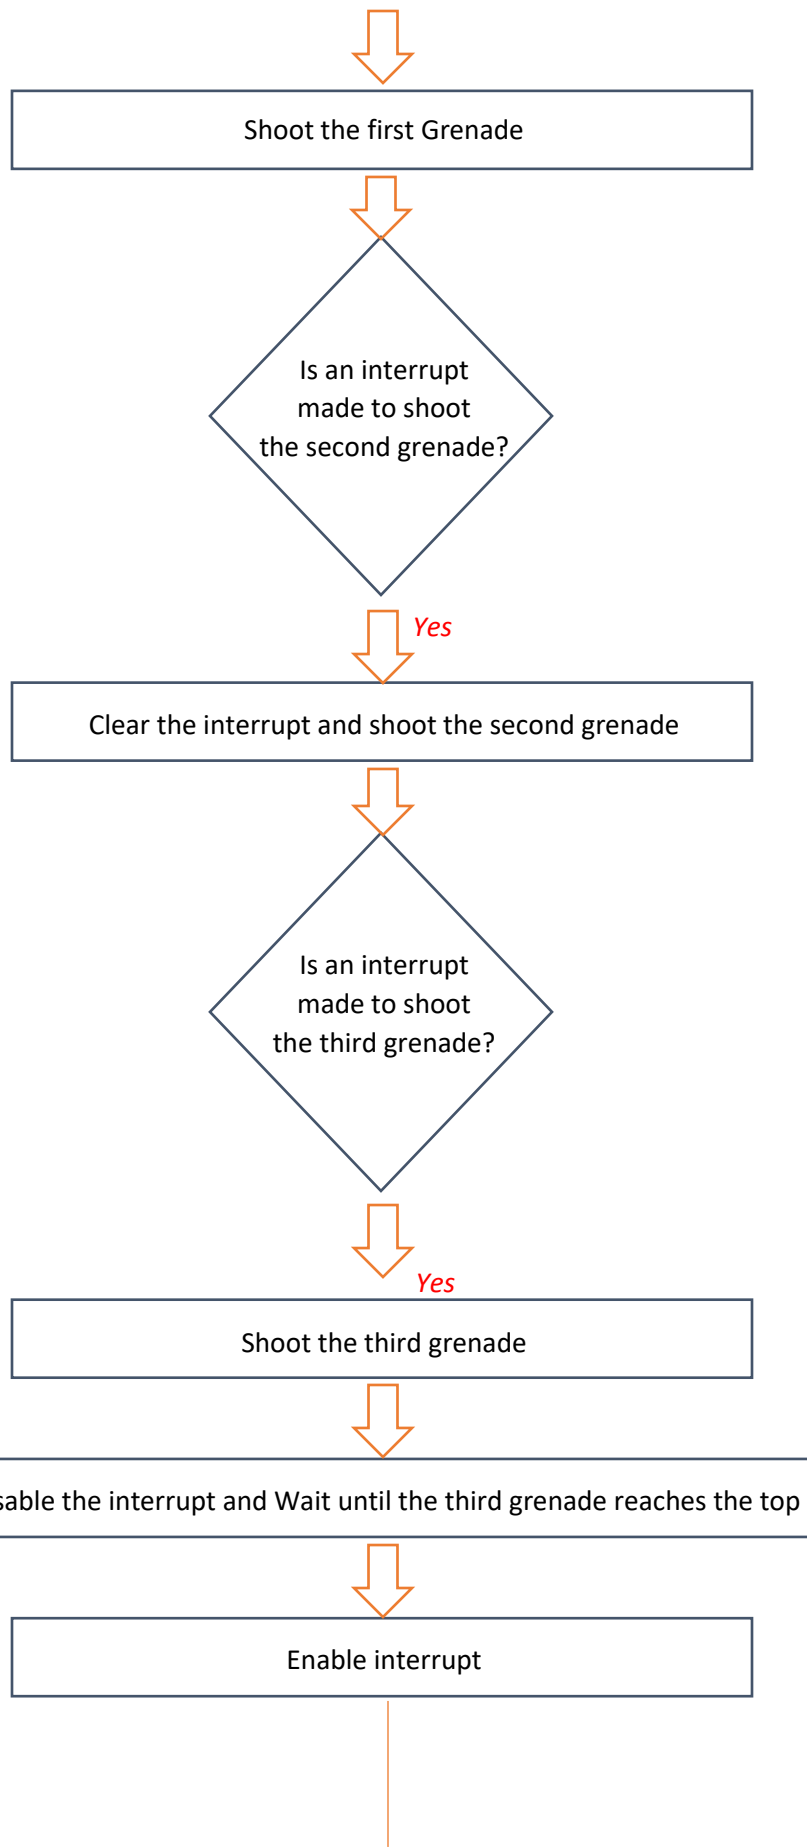 Shoot the first Grenade
Is an interrupt
made to shoot
the second grenade?
Yes
Clear the interrupt and shoot the second grenade
Is an interrupt
made to shoot
the third grenade?
Yes
Shoot the third grenade
sable the interrupt and Wait until the third grenade reaches the top
Enable interrupt